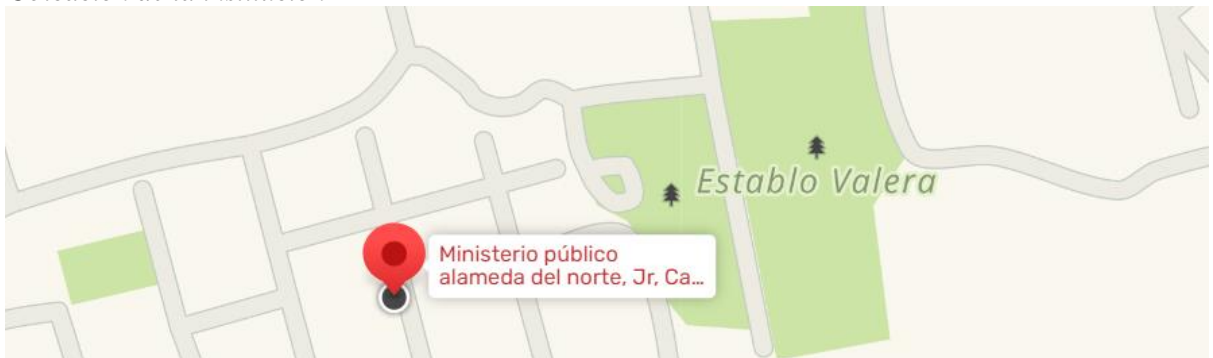 Establo Valera
Ministerio público
alameda del norte, Jr, Ca...